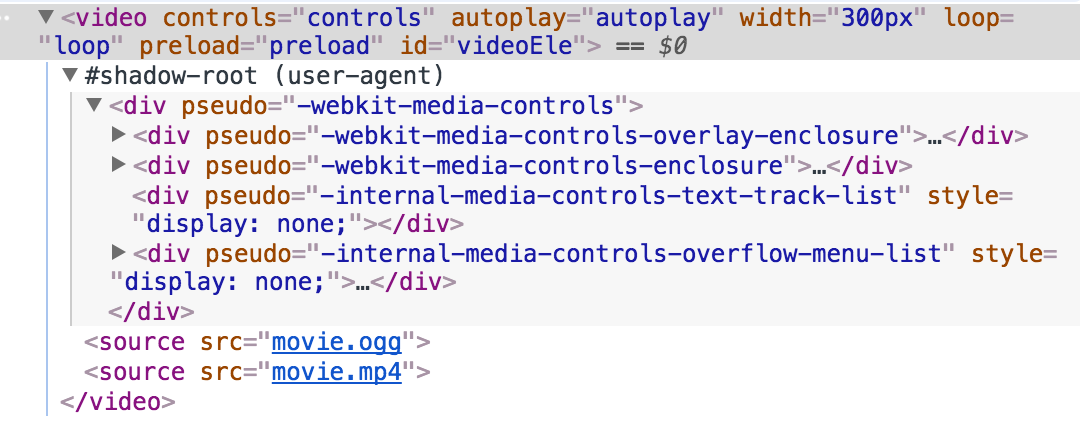 ▼<video controls="controls" autoplay="autoplay" width="300px" loop=
"loop" preload="preload" id="videoEle"> == $0
▼#shadow-root (user-agent)
▼<div pseudo="-webkit-media-controls">
▶<div pseudo="-webkit-media-controls-overlay-enclosure">…</div>
▶<div pseudo="-webkit-media-controls-enclosure">…</div>
<div pseudo="-internal-media-controls-text-track-list" style=
"display: none;"></div>
▶<div pseudo="-internal-media-controls-overflow-menu-list" style=
"display: none;">…</div>
</div>
<source src="movie.ogg">
<source src="movie.mp4">
</video>